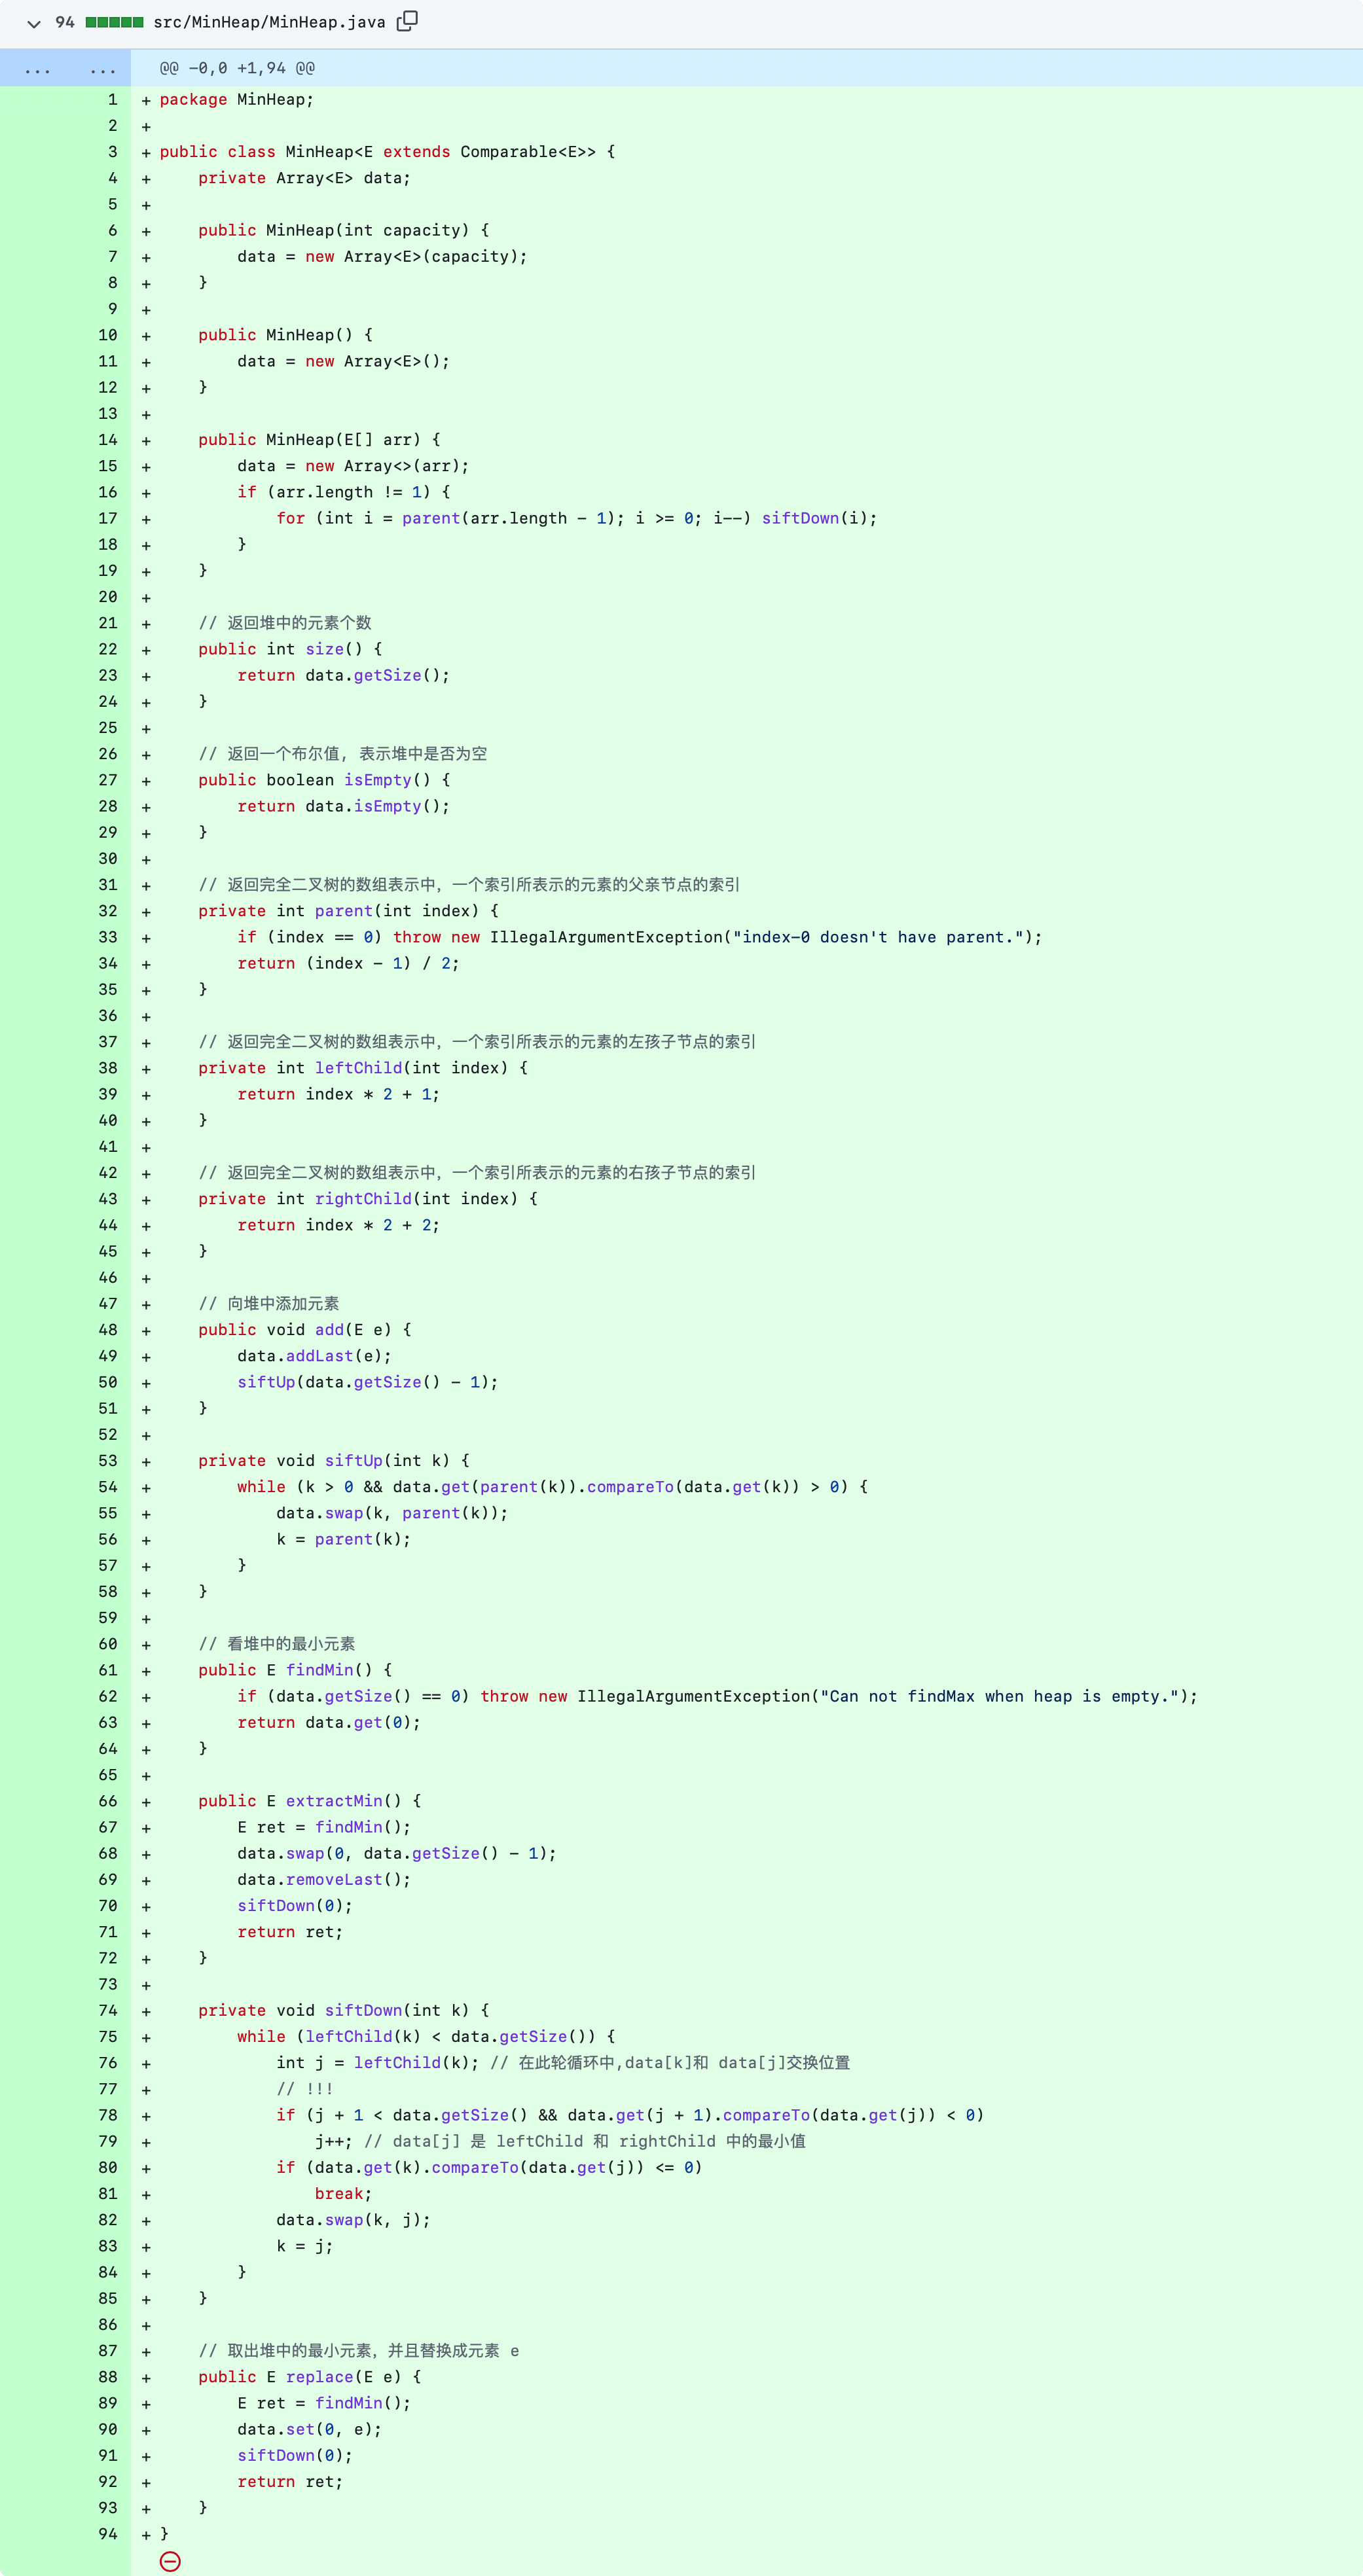 94 src/MinHeap/MinHeap.java
... ... @@ -0,0 +1,94 @@
1 + package MinHeap;
2 +
3 + public class MinHeap<E extends Comparable<E>> {
4 +     private Array<E> data;
5 +
6 +     public MinHeap(int capacity) {
7 +         data = new Array<E>(capacity);
8 +     }
9 +
10 +     public MinHeap() {
11 +         data = new Array<E>();
12 +     }
13 +
14 +     public MinHeap(E[] arr) {
15 +         data = new Array<>(arr);
16 +         if (arr.length != 1) {
17 +             for (int i = parent(arr.length - 1); i >= 0; i--) siftDown(i);
18 +         }
19 +     }
20 +
21 +     // 返回堆中的元素个数
22 +     public int size() {
23 +         return data.getSize();
24 +     }
25 +
26 +     // 返回一个布尔值, 表示堆中是否为空
27 +     public boolean isEmpty() {
28 +         return data.isEmpty();
29 +     }
30 +
31 +     // 返回完全二叉树的数组表示中，一个索引所表示的元素的父亲节点的索引
32 +     private int parent(int index) {
33 +         if (index == 0) throw new IllegalArgumentException("index-0 doesn't have parent.");
34 +         return (index - 1) / 2;
35 +     }
36 +
37 +     // 返回完全二叉树的数组表示中，一个索引所表示的元素的左孩子节点的索引
38 +     private int leftChild(int index) {
39 +         return index * 2 + 1;
40 +     }
41 +
42 +     // 返回完全二叉树的数组表示中，一个索引所表示的元素的右孩子节点的索引
43 +     private int rightChild(int index) {
44 +         return index * 2 + 2;
45 +     }
46 +
47 +     // 向堆中添加元素
48 +     public void add(E e) {
49 +         data.addLast(e);
50 +         siftUp(data.getSize() - 1);
51 +     }
52 +
53 +     private void siftUp(int k) {
54 +         while (k > 0 && data.get(parent(k)).compareTo(data.get(k)) > 0) {
55 +             data.swap(k, parent(k));
56 +             k = parent(k);
57 +         }
58 +     }
59 +
60 +     // 看堆中的最小元素
61 +     public E findMin() {
62 +         if (data.getSize() == 0) throw new IllegalArgumentException("Can not findMax when heap is empty.");
63 +         return data.get(0);
64 +     }
65 +
66 +     public E extractMin() {
67 +         E ret = findMin();
68 +         data.swap(0, data.getSize() - 1);
69 +         data.removeLast();
70 +         siftDown(0);
71 +         return ret;
72 +     }
73 +
74 +     private void siftDown(int k) {
75 +         while (leftChild(k) < data.getSize()) {
76 +             int j = leftChild(k); // 在此轮循环中,data[k]和 data[j]交换位置
77 +             // !!!
78 +             if (j + 1 < data.getSize() && data.get(j + 1).compareTo(data.get(j)) < 0)
79 +                 j++; // data[j] 是 leftChild 和 rightChild 中的最小值
80 +             if (data.get(k).compareTo(data.get(j)) <= 0)
81 +                 break;
82 +             data.swap(k, j);
83 +             k = j;
84 +         }
85 +     }
86 +
87 +     // 取出堆中的最小元素，并且替换成元素 e
88 +     public E replace(E e) {
89 +         E ret = findMin();
90 +         data.set(0, e);
91 +         siftDown(0);
92 +         return ret;
93 +     }
94 + }